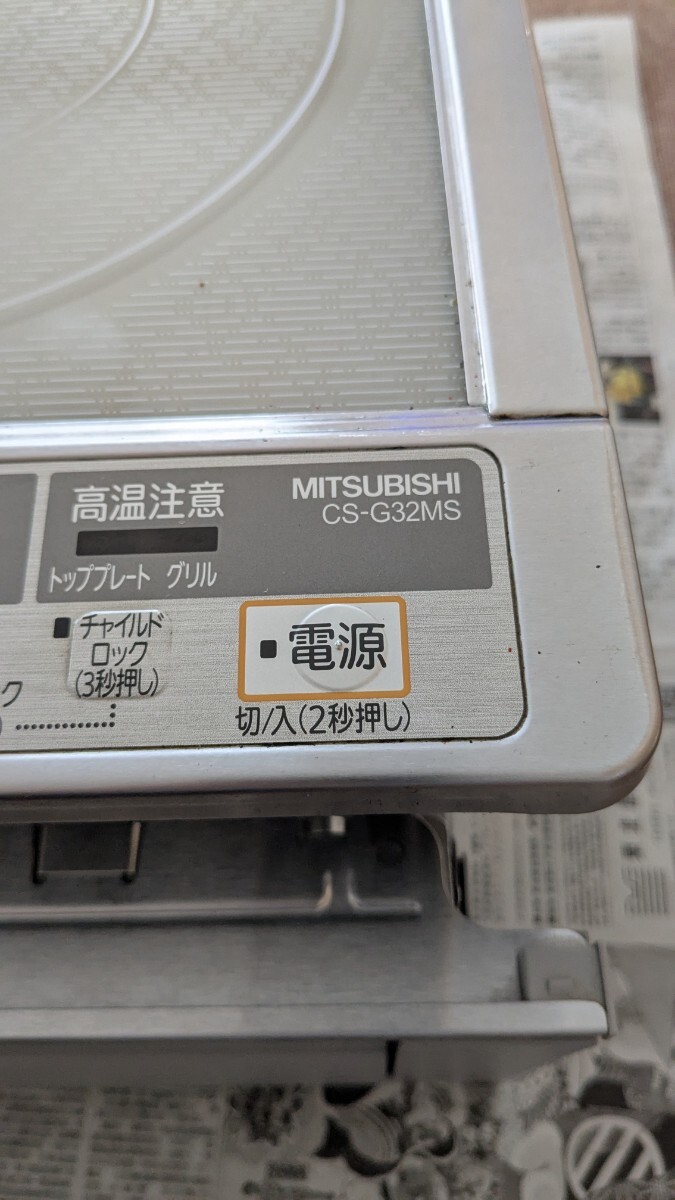 高温注意
MITSUBISHI
CS-G32MS
トッププレート グリル
チャイルド
ロック
(3秒押し)
電源
切/入(2秒押し)
ク